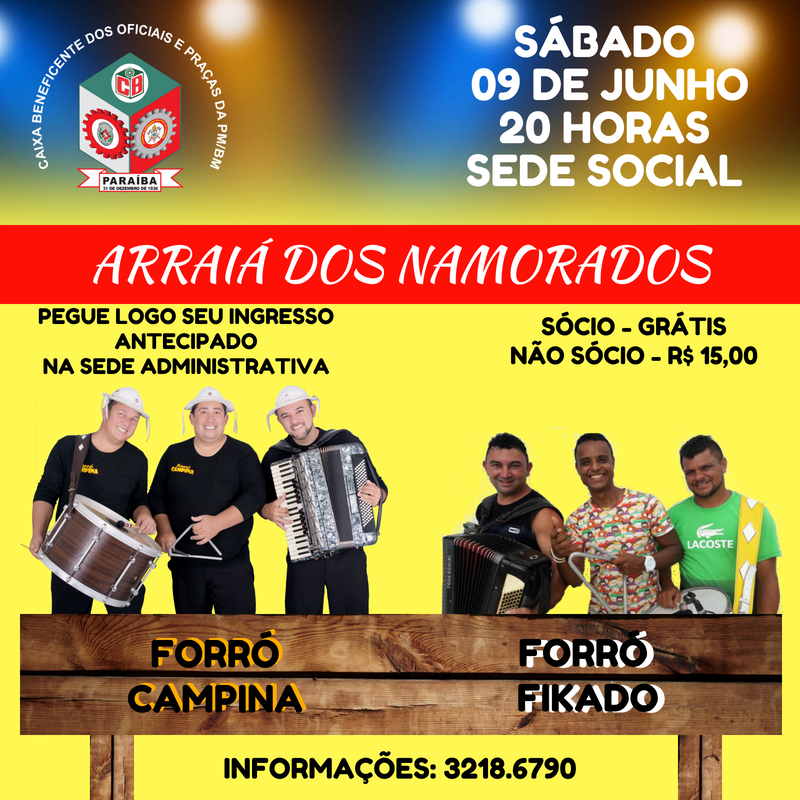 CAIXA BENEFICENTE DOS OFICIAIS E PRAÇAS DA PM/BM
CB
PARAÍBA
31 DE DEZEMBRO DE 1936
SÁBADO
09 DE JUNHO
20 HORAS
SEDE SOCIAL
ARRAIÁ DOS NAMORADOS
PEGUE LOGO SEU INGRESSO
ANTECIPADO
NA SEDE ADMINISTRATIVA
SÓCIO - GRÁTIS
NÃO SÓCIO - R$ 15,00
CAMPINA
CAMPINA
LACOSTE
FORRÓ
CAMPINA
FORRÓ
FIKADO
INFORMAÇÕES: 3218.6790